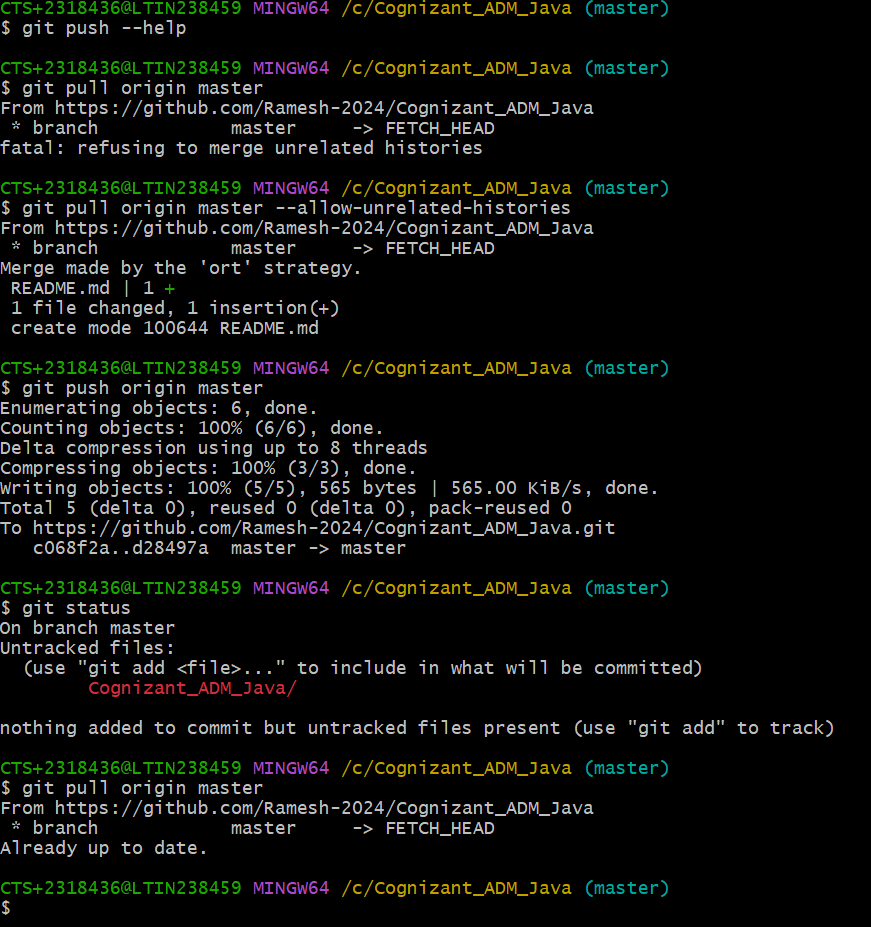 CTS+2318436@LTIN238459 MINGW64 /c/Cognizant_ADM_Java (master)
$ git push --help

CTS+2318436@LTIN238459 MINGW64 /c/Cognizant_ADM_Java (master)
$ git pull origin master
From https://github.com/Ramesh-2024/Cognizant_ADM_Java
 * branch            master     -> FETCH_HEAD
fatal: refusing to merge unrelated histories

CTS+2318436@LTIN238459 MINGW64 /c/Cognizant_ADM_Java (master)
$ git pull origin master --allow-unrelated-histories
From https://github.com/Ramesh-2024/Cognizant_ADM_Java
 * branch            master     -> FETCH_HEAD
Merge made by the 'ort' strategy.
 README.md | 1 +
 1 file changed, 1 insertion(+)
 create mode 100644 README.md

CTS+2318436@LTIN238459 MINGW64 /c/Cognizant_ADM_Java (master)
$ git push origin master
Enumerating objects: 6, done.
Counting objects: 100% (6/6), done.
Delta compression using up to 8 threads
Compressing objects: 100% (3/3), done.
Writing objects: 100% (5/5), 565 bytes | 565.00 KiB/s, done.
Total 5 (delta 0), reused 0 (delta 0), pack-reused 0
To https://github.com/Ramesh-2024/Cognizant_ADM_Java.git
   c068f2a..d28497a  master -> master

CTS+2318436@LTIN238459 MINGW64 /c/Cognizant_ADM_Java (master)
$ git status
On branch master
Untracked files:
  (use "git add <file>..." to include in what will be committed)
        Cognizant_ADM_Java/

nothing added to commit but untracked files present (use "git add" to track)

CTS+2318436@LTIN238459 MINGW64 /c/Cognizant_ADM_Java (master)
$ git pull origin master
From https://github.com/Ramesh-2024/Cognizant_ADM_Java
 * branch            master     -> FETCH_HEAD
Already up to date.

CTS+2318436@LTIN238459 MINGW64 /c/Cognizant_ADM_Java (master)
$